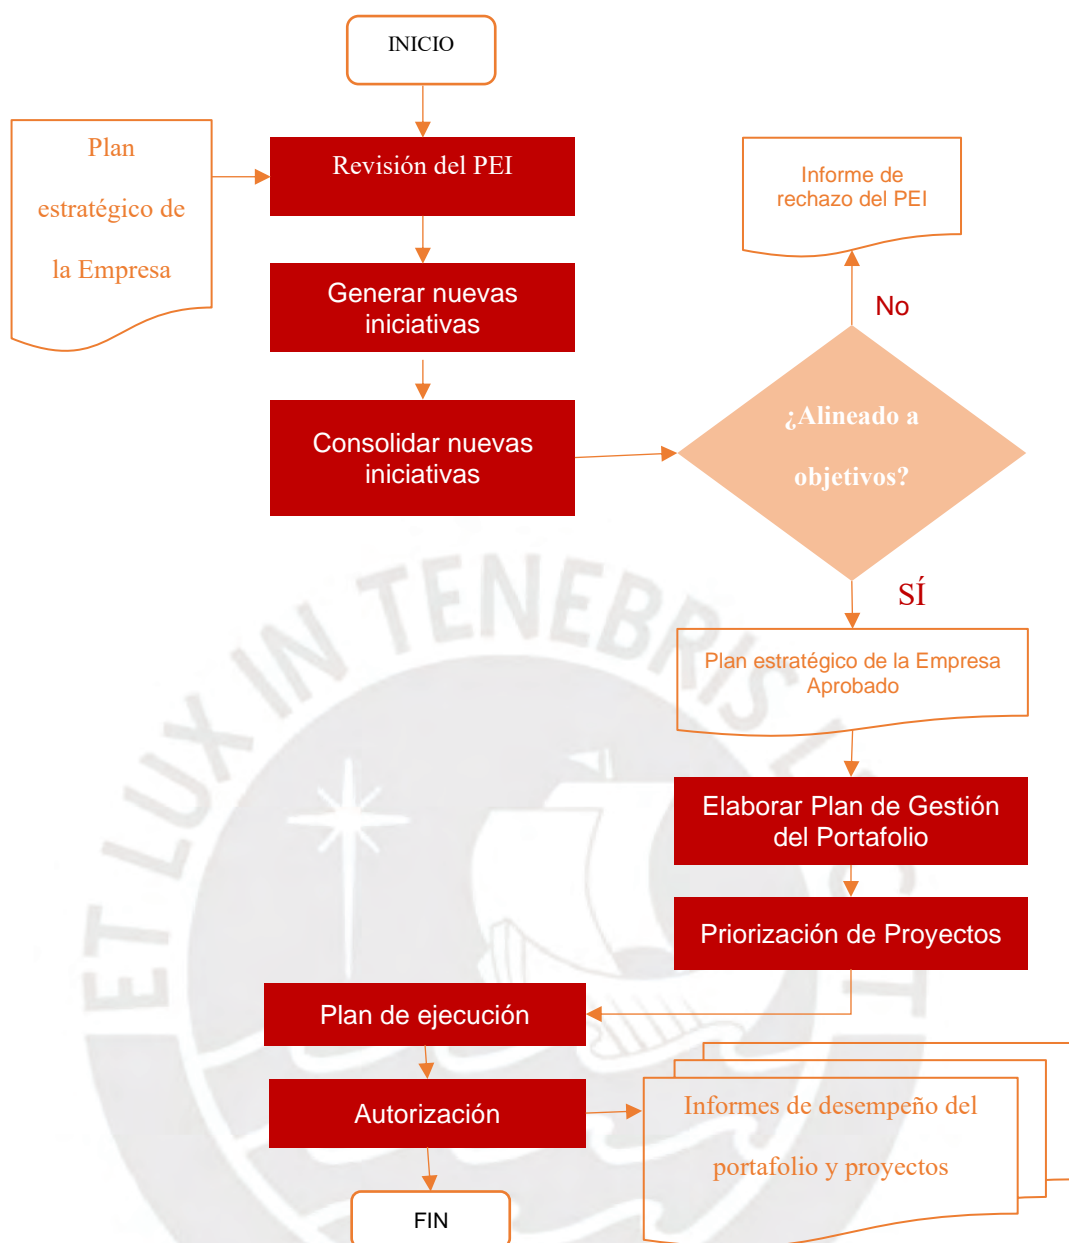 INICIO
Plan
estratégico de
la Empresa
Revisión del PEI
Informe de
rechazo del PEI
Generar nuevas
iniciativas
No
Consolidar nuevas
iniciativas
¿Alineado a
objetivos?
SÍ
Plan estratégico de la Empresa
Aprobado
Elaborar Plan de Gestión
del Portafolio
Priorización de Proyectos
Plan de ejecución
Autorización
Informes de desempeño del
portafolio y proyectos
FIN
ET LUX IN TENEBRIS LUCET